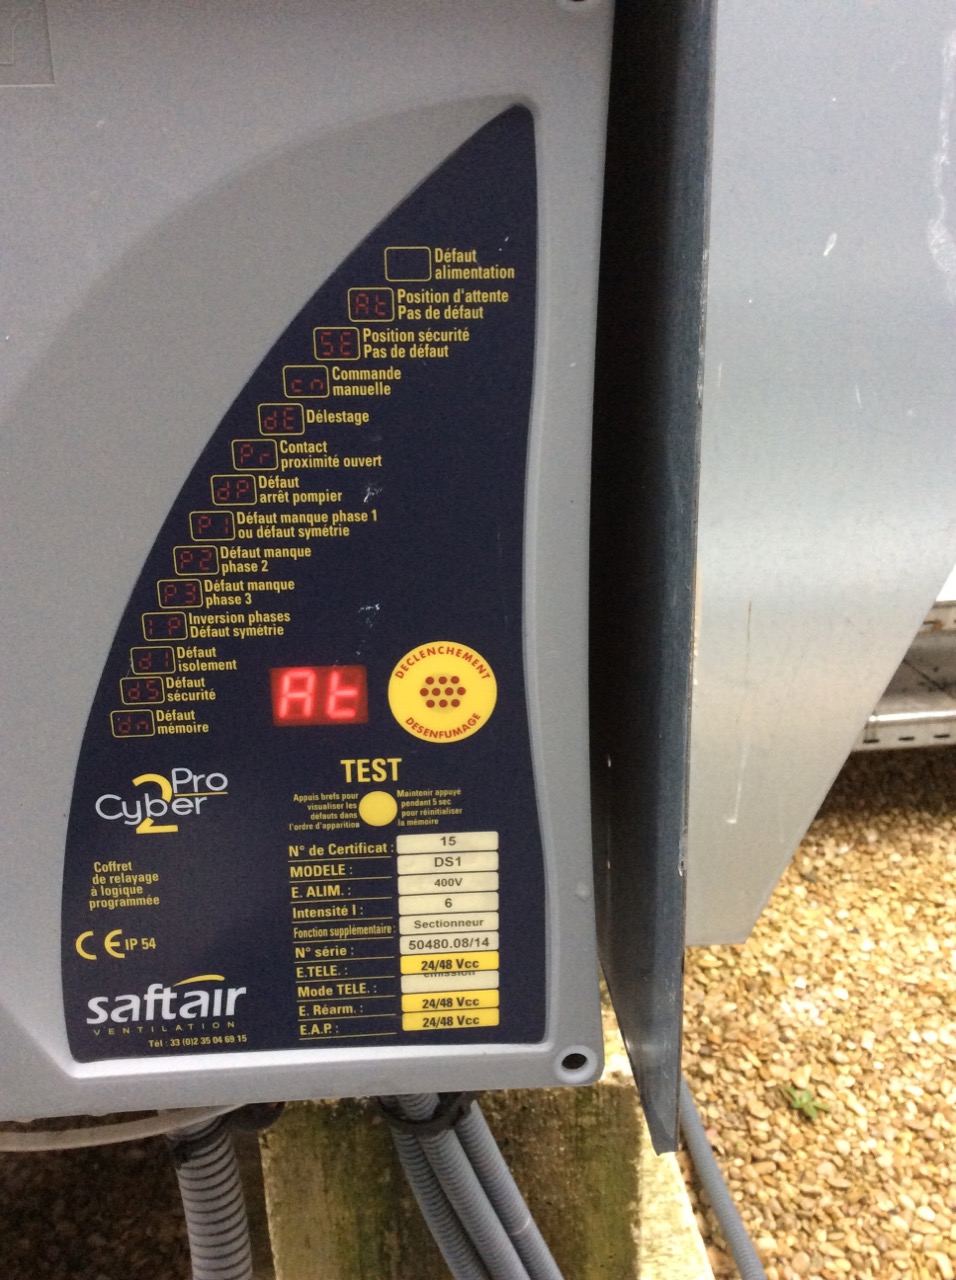 Défaut
alimentation
At Position d'attente
Pas de défaut
SE Position sécurité
Pas de défaut
cn Commande
manuelle
dE Délestage
Pr Contact
proximité ouvert
dP Défaut
arrêt pompier
P1 Défaut manque phase 1
ou défaut symétrie
P2 Défaut manque
phase 2
P3 Défaut manque
phase 3
IP Inversion phases
Défaut symétrie
d1 Défaut
isolement
dS Défaut
sécurité
dn Défaut
mémoire
At
DECLENCHEMENT
DESENFUMAGE
TEST
Appuis brefs pour
visualiser les
défauts dans
l'ordre d'apparition
Maintenir appuyé
pendant 5 sec
pour réinitialiser
la mémoire
Cyber 2 Pro
Coffret
de relayage
à logique
programmée
CE IP 54
N° de Certificat : 15
MODELE : DS1
E. ALIM. : 400V
Intensité I : 6
Fonction supplémentaire : Sectionneur
N° série : 50480.08/14
E.TELE. : 24/48 Vcc
Mode TELE. : émission
E. Réarm. : 24/48 Vcc
E.A.P. : 24/48 Vcc
saftair
VENTILATION
Tél : 33 (0)2 35 04 69 15